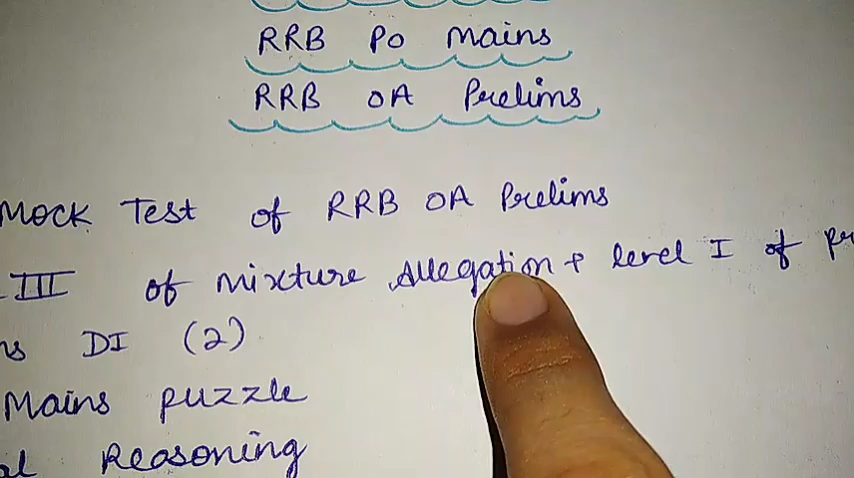 RRB PO Mains
RRB OA Prelims
Mock Test of RRB OA Prelims
III of mixture Allegation + level I of
DI (2)
Mains puzzle
Reasoning